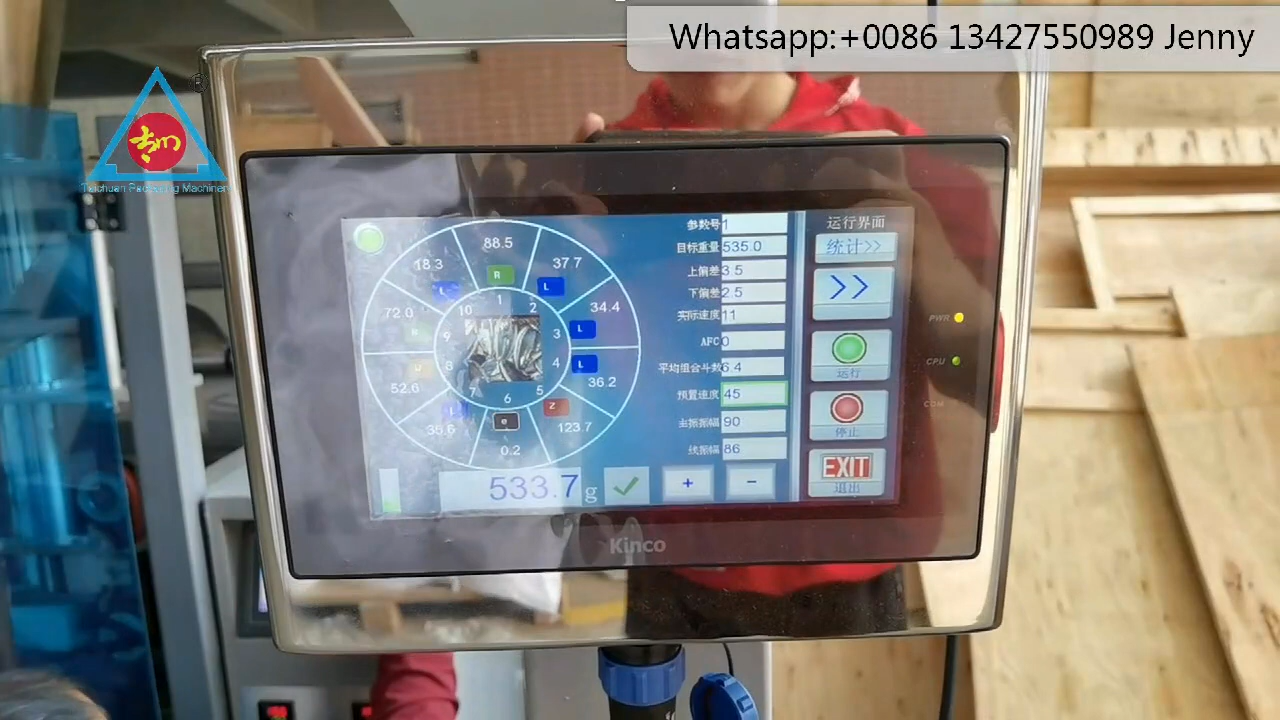 Whatsapp:+0086 13427550989 Jenny
Taichuan Packaging Machinery
88.5
18.3
37.7
72.0
34.4
52.6
36.2
39.6
123.7
0.2
R
L
L
L
L
Z
1
2
3
4
5
6
7
8
9
10
参数号 1
目标重量 535.0
上偏差 3.5
下偏差 2.5
实际速度 11
AFC 0
平均组合斗数 6.4
预置速度 45
主振振幅 90
线振振幅 86
533.7 g
+ -
运行界面
统计>>
>>
运行
停止
EXIT
退出
PWR
CPU
COM
Kinco